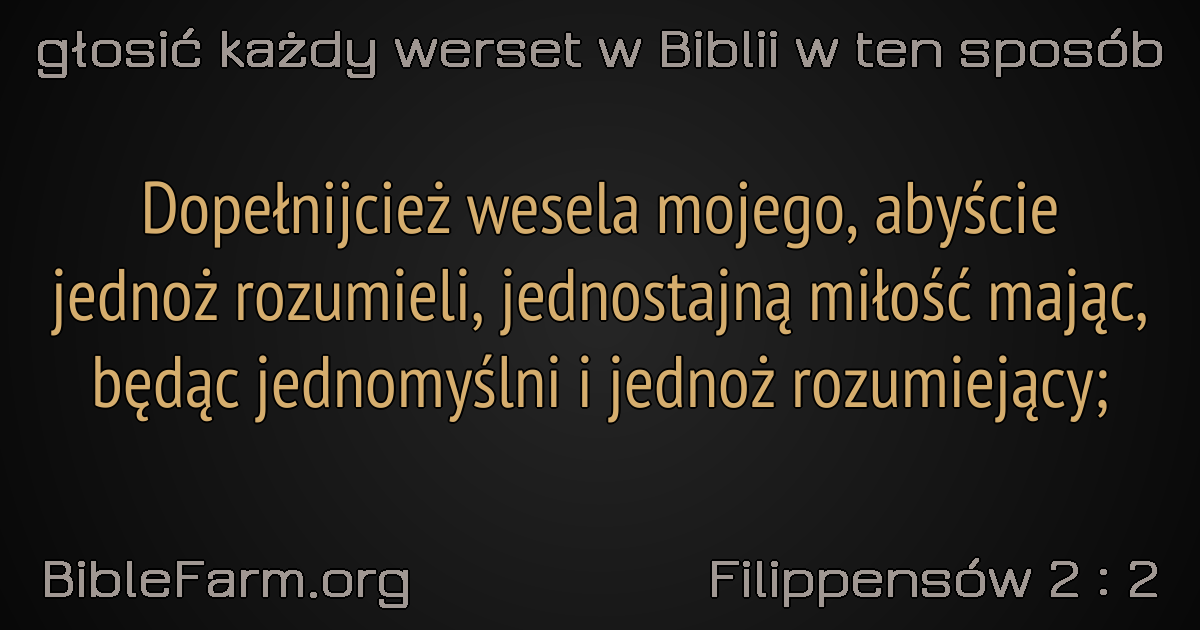 głosić każdy werset w Biblii w ten sposób
Dopełnijcież wesela mojego, abyście
jednoż rozumieli, jednostajną miłość mając,
będąc jednomyślni i jednoż rozumiejący;
BibleFarm.org
Filippensów 2 : 2